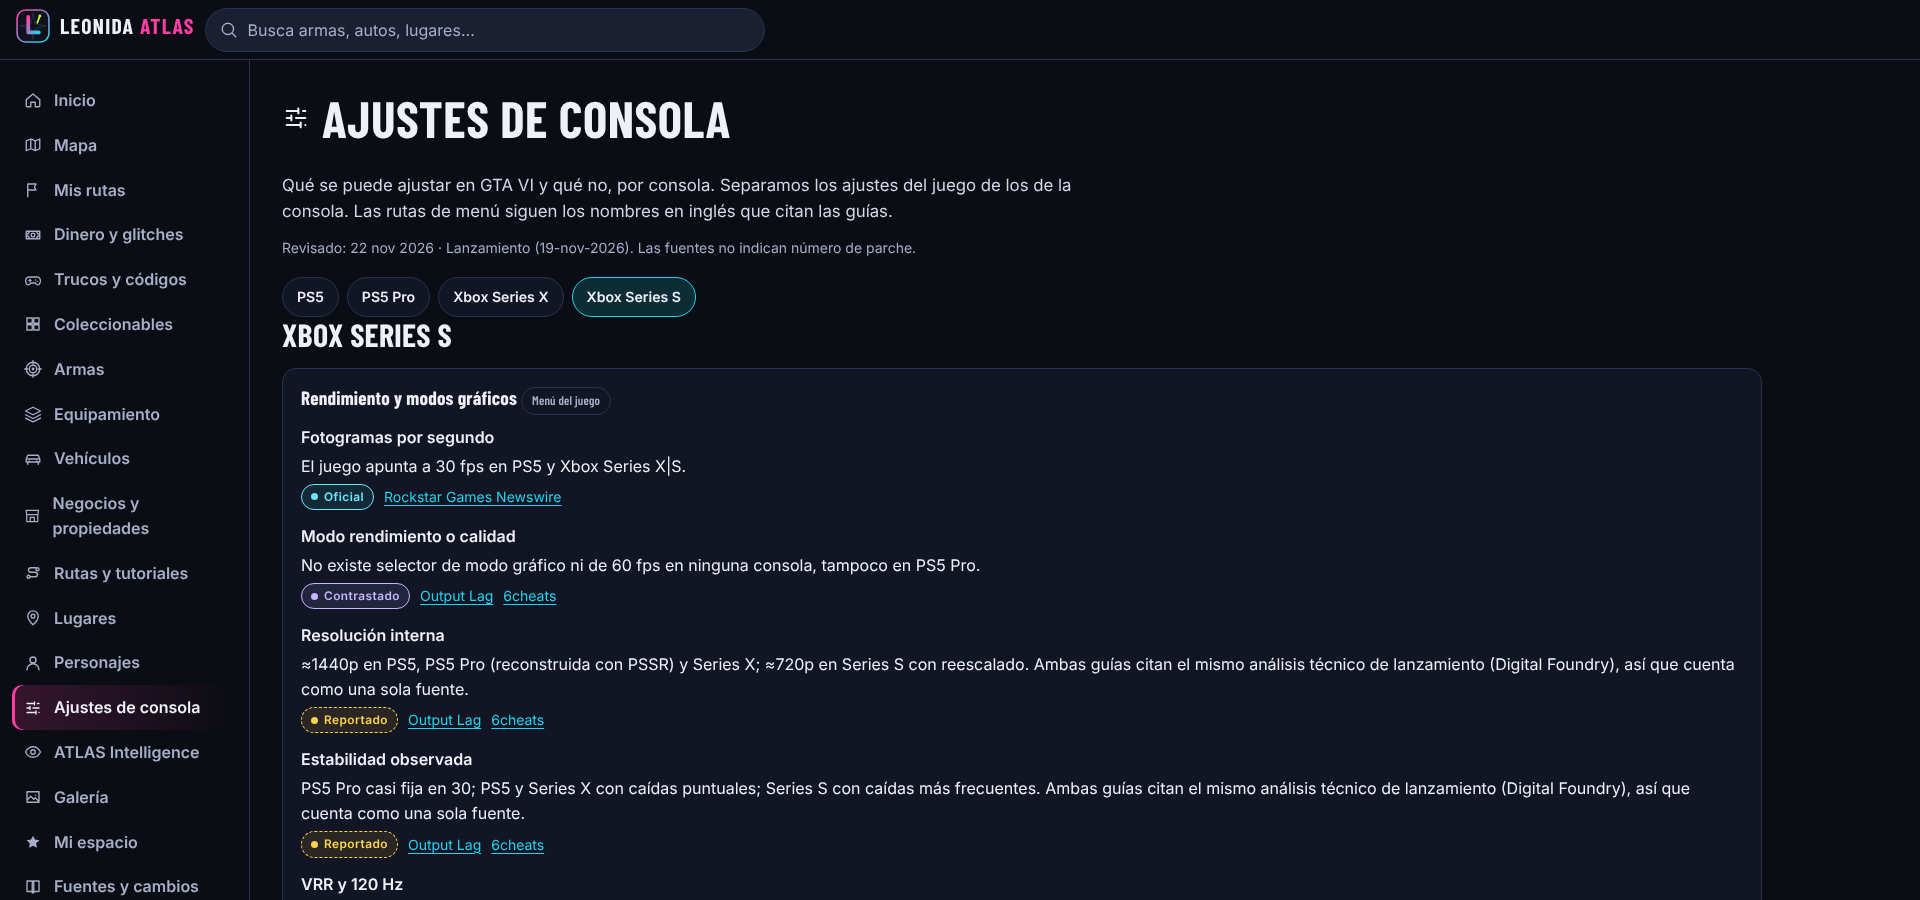 LEONIDA ATLAS
Busca armas, autos, lugares...
Inicio
Mapa
Mis rutas
Dinero y glitches
Trucos y códigos
Coleccionables
Armas
Equipamiento
Vehículos
Negocios y
propiedades
Rutas y tutoriales
Lugares
Personajes
Ajustes de consola
ATLAS Intelligence
Galería
Mi espacio
Fuentes y cambios
AJUSTES DE CONSOLA
Qué se puede ajustar en GTA VI y qué no, por consola. Separamos los ajustes del juego de los de la
consola. Las rutas de menú siguen los nombres en inglés que citan las guías.
Revisado: 22 nov 2026 · Lanzamiento (19-nov-2026). Las fuentes no indican número de parche.
PS5 PS5 Pro Xbox Series X Xbox Series S
XBOX SERIES S
Rendimiento y modos gráficos Menú del juego
Fotogramas por segundo
El juego apunta a 30 fps en PS5 y Xbox Series X|S.
Oficial Rockstar Games Newswire
Modo rendimiento o calidad
No existe selector de modo gráfico ni de 60 fps en ninguna consola, tampoco en PS5 Pro.
Contrastado Output Lag 6cheats
Resolución interna
≈1440p en PS5, PS5 Pro (reconstruida con PSSR) y Series X; ≈720p en Series S con reescalado. Ambas guías citan el mismo análisis técnico de lanzamiento (Digital Foundry), así que cuenta
como una sola fuente.
Reportado Output Lag 6cheats
Estabilidad observada
PS5 Pro casi fija en 30; PS5 y Series X con caídas puntuales; Series S con caídas más frecuentes. Ambas guías citan el mismo análisis técnico de lanzamiento (Digital Foundry), así que
cuenta como una sola fuente.
Reportado Output Lag 6cheats
VRR y 120 Hz